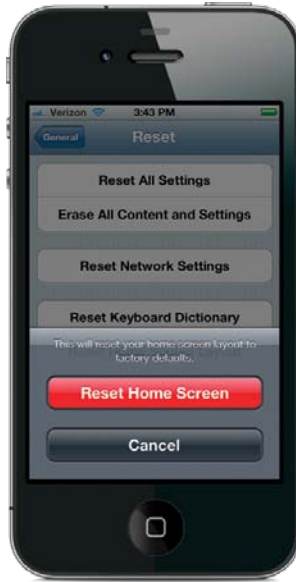 Verizon 3:43 PM
General Reset
Reset All Settings
Erase All Content and Settings
Reset Network Settings
Reset Keyboard Dictionary
This will reset your home screen layout to
factory defaults.
Reset Home Screen
Cancel